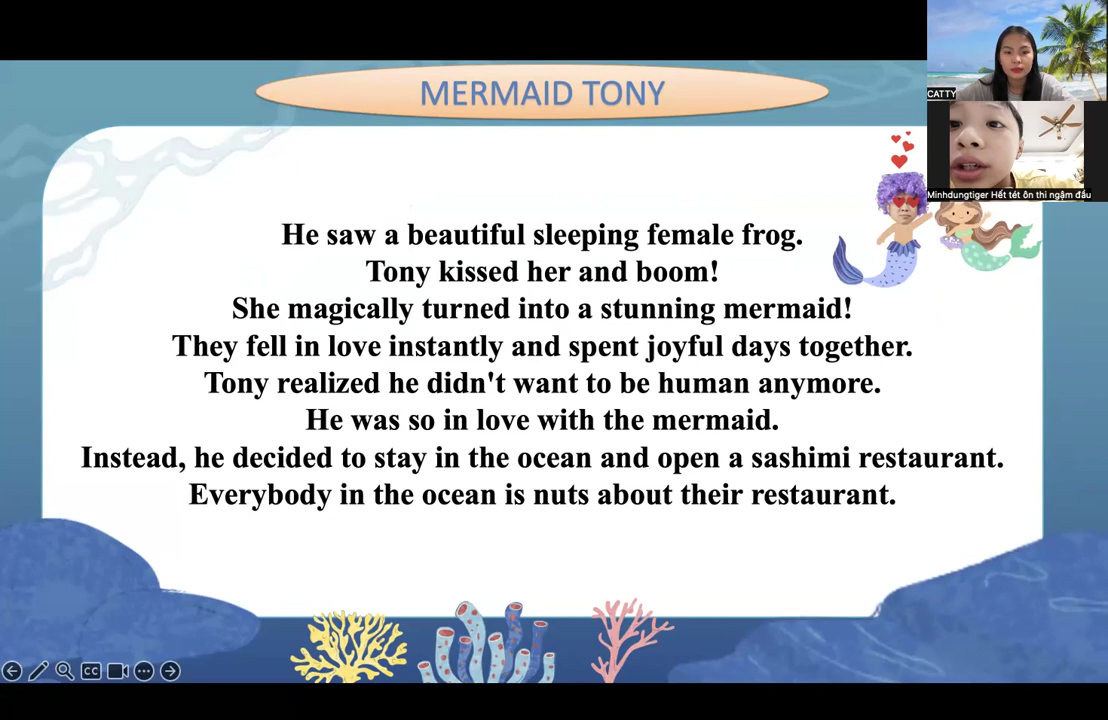 MERMAID TONY
CATTY
Minhdungtiger Hết tét ôn thi ngậm đầu
He saw a beautiful sleeping female frog.
Tony kissed her and boom!
She magically turned into a stunning mermaid!
They fell in love instantly and spent joyful days together.
Tony realized he didn't want to be human anymore.
He was so in love with the mermaid.
Instead, he decided to stay in the ocean and open a sashimi restaurant.
Everybody in the ocean is nuts about their restaurant.
CC